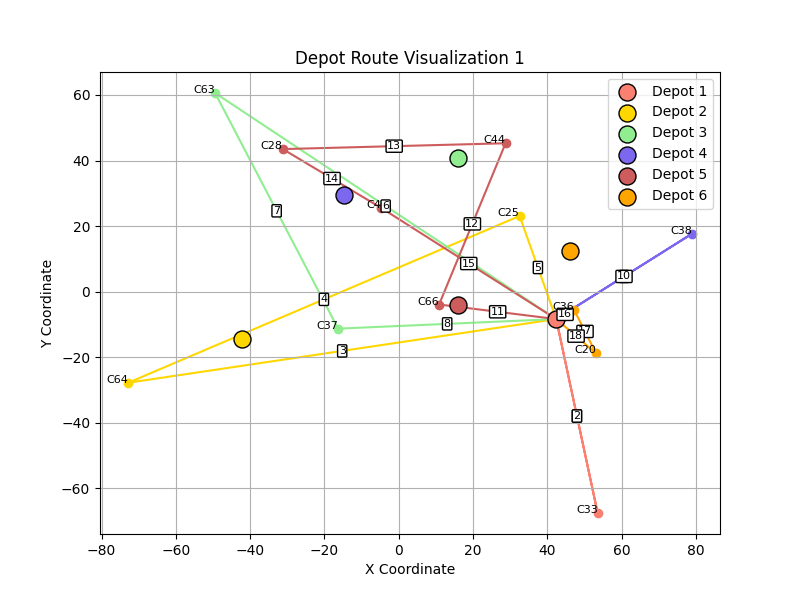 Depot Route Visualization 1
Depot 1
Depot 2
Depot 3
Depot 4
Depot 5
Depot 6
C63
C28
C44
C25
C38
C66
C36
C37
C20
C64
C33
13
14
6
7
12
15
5
10
4
11
16
8
18
3
2
60
40
20
0
−20
−40
−60
Y Coordinate
−80
−60
−40
−20
0
20
40
60
80
X Coordinate